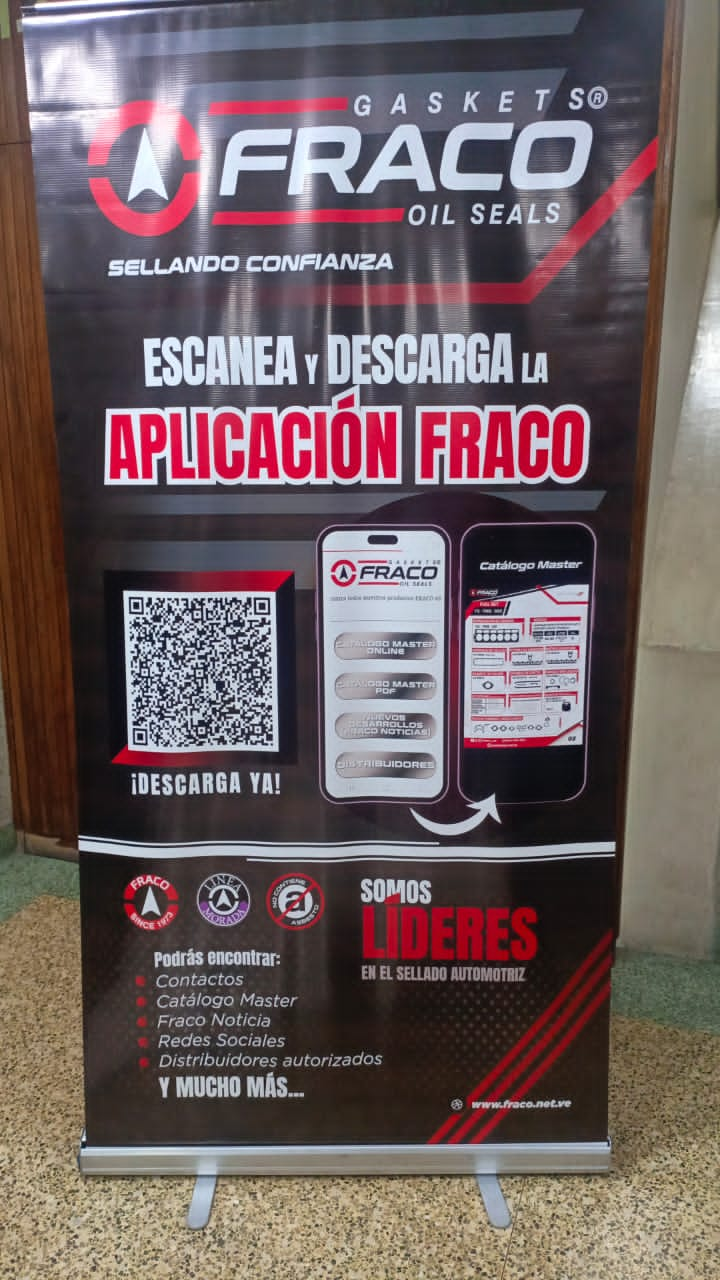 GASKETS®
FRACO
OIL SEALS
SELLANDO CONFIANZA
ESCANEA Y DESCARGA LA
APLICACIÓN FRACO
¡DESCARGA YA!
GASKETS®
FRACO
OIL SEALS
CATÁLOGO MASTER
ONLINE
CATÁLOGO MASTER
PDF
NUEVOS
DESARROLLOS
(FRACO NOTICIAS)
DISTRIBUIDORES
Catálogo Master
FRACO
FRACO
SINCE 1973
LINEA
MORADA
NO CONTIENE
a
ASBESTO
SOMOS
LÍDERES
EN EL SELLADO AUTOMOTRIZ
Podrás encontrar:
Contactos
Catálogo Master
Fraco Noticia
Redes Sociales
Distribuidores autorizados
Y MUCHO MÁS...
www.fraco.net.ve